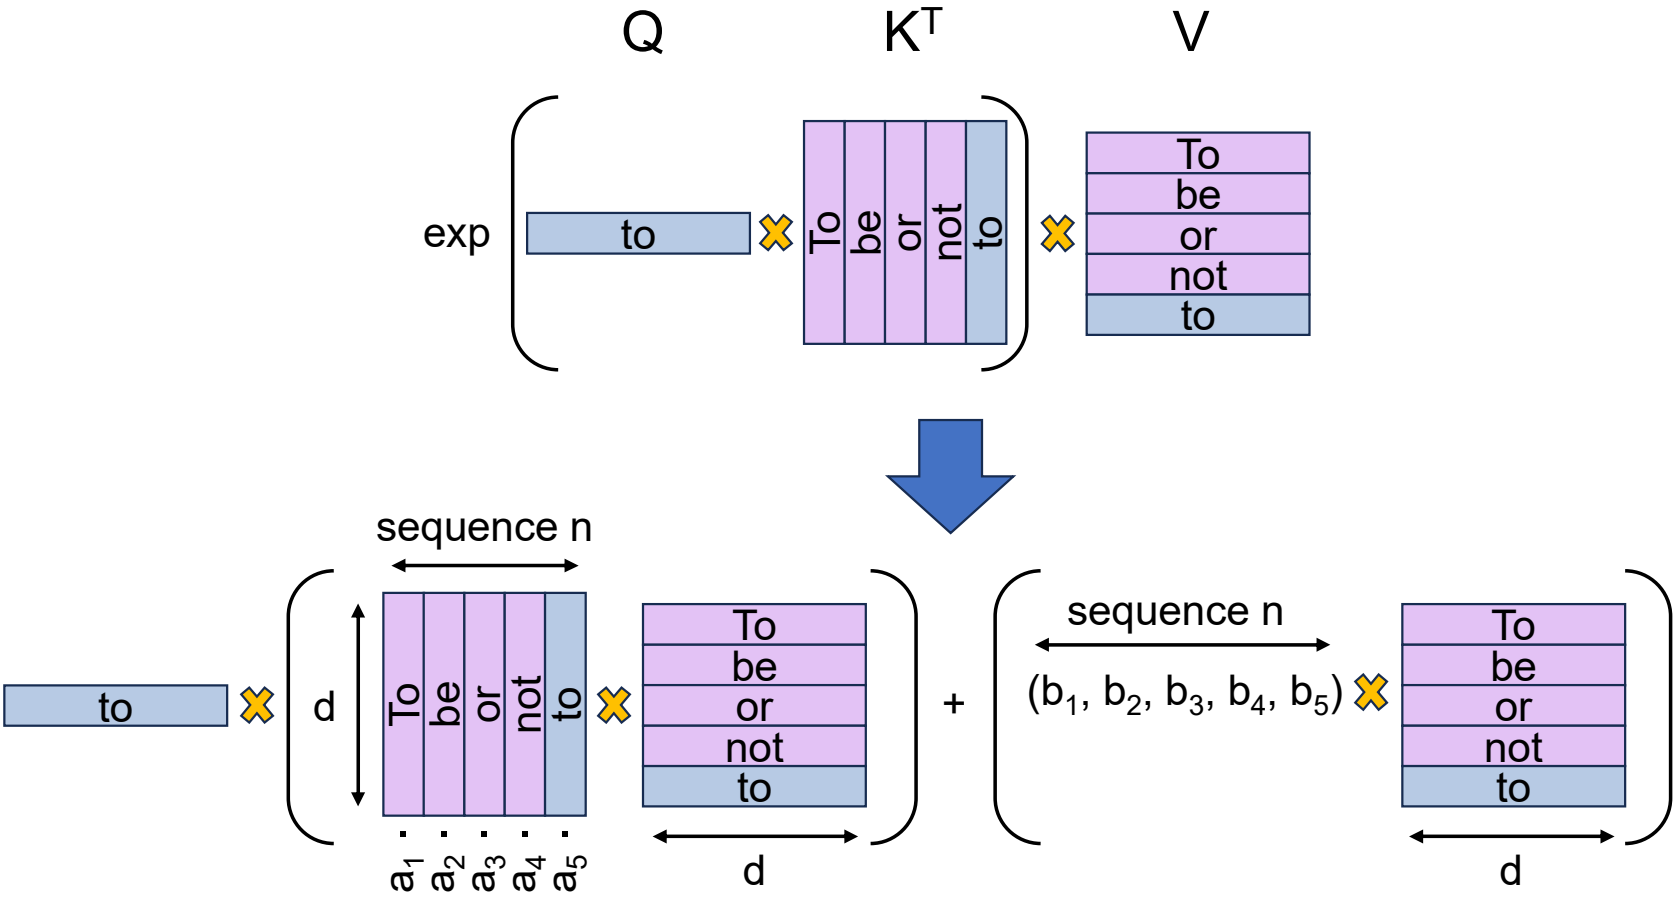 Q K^T V
exp to To be or not to To
be
or
not
to
sequence n
sequence n
to d To be or not to To
be
or
not
to
+
(b₁, b₂, b₃, b₄, b₅)
To
be
or
not
to
a₁ a₂ a₃ a₄ a₅
d
d